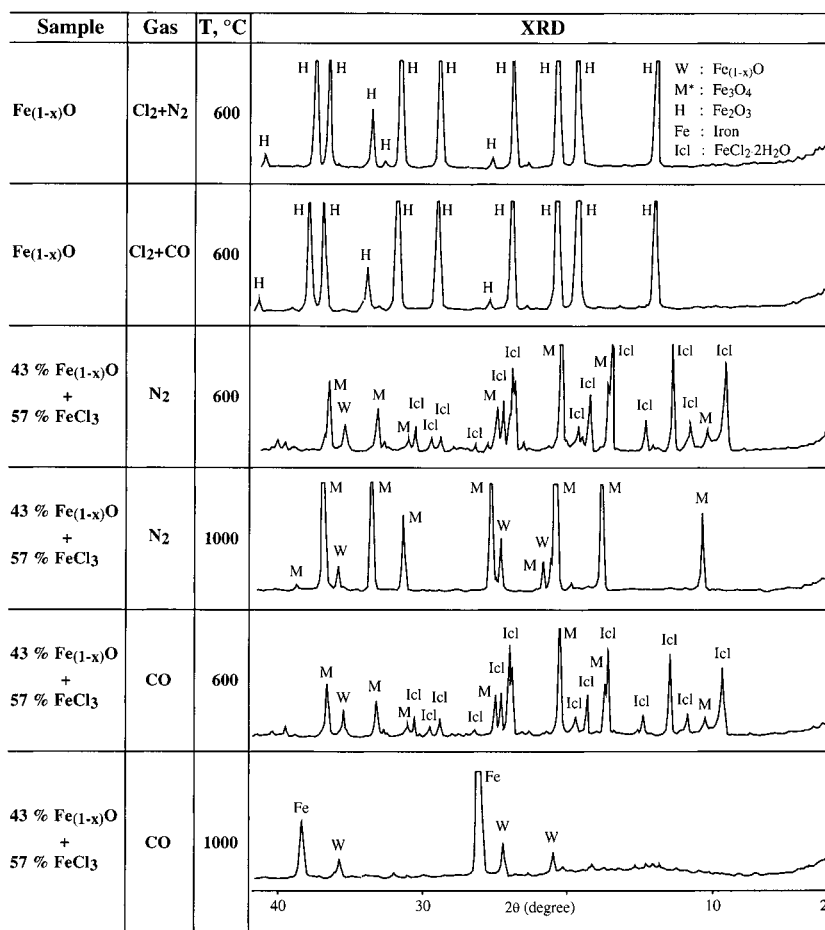 Sample Gas T, °C XRD
Fe(1-x)O Cl2+N2 600
H H H H H H H H H H H H H
W : Fe(1-x)O
M* : Fe3O4
H : Fe2O3
Fe : Iron
Icl : FeCl2·2H2O
Fe(1-x)O Cl2+CO 600
H H H H H H H H H H H H
43 % Fe(1-x)O
+
57 % FeCl3
N2 600
M W M M Icl Icl Icl Icl M Icl Icl M Icl Icl M Icl Icl Icl Icl M Icl
43 % Fe(1-x)O
+
57 % FeCl3
N2 1000
M M W M M M W M W M M M
43 % Fe(1-x)O
+
57 % FeCl3
CO 600
M W M M Icl Icl Icl Icl M Icl Icl M Icl Icl M Icl Icl Icl Icl M Icl
43 % Fe(1-x)O
+
57 % FeCl3
CO 1000
Fe W Fe W W
40 30 2θ (degree) 10 2